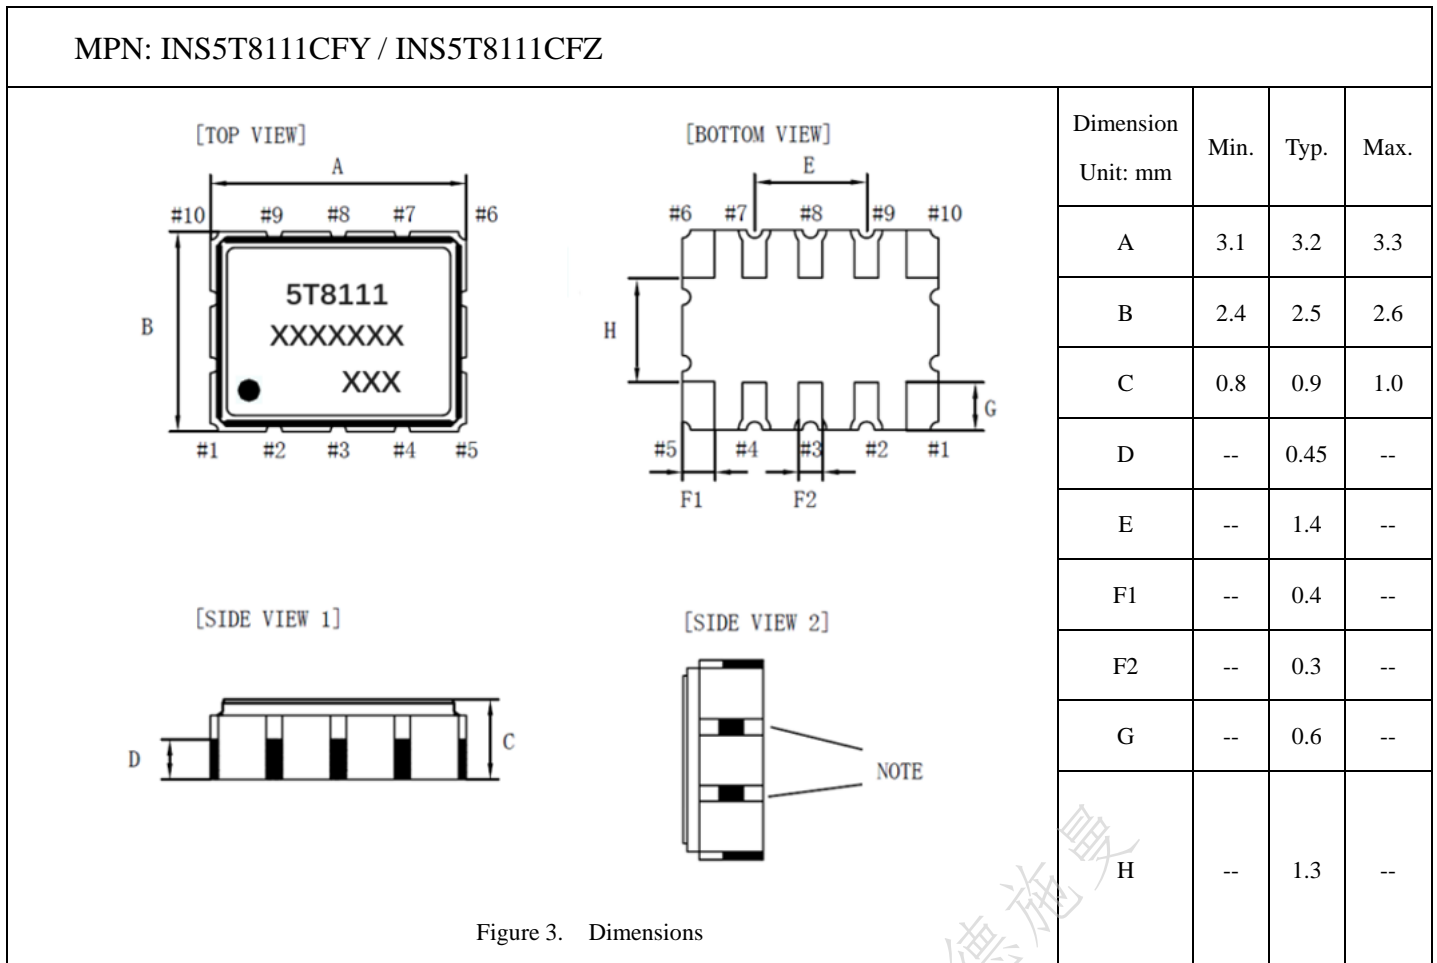 MPN: INS5T8111CFY / INS5T8111CFZ
[TOP VIEW]
A
#10 #9 #8 #7 #6
B
5T8111
XXXXXXX
XXX
#1 #2 #3 #4 #5
[BOTTOM VIEW]
E
#6 #7 #8 #9 #10
H
G
#5 #4 #3 #2 #1
F1 F2
[SIDE VIEW 1]
D
C
[SIDE VIEW 2]
NOTE
Figure 3. Dimensions
Dimension Unit: mm Min. Typ. Max.
A 3.1 3.2 3.3
B 2.4 2.5 2.6
C 0.8 0.9 1.0
D -- 0.45 --
E -- 1.4 --
F1 -- 0.4 --
F2 -- 0.3 --
G -- 0.6 --
H -- 1.3 --
德施曼